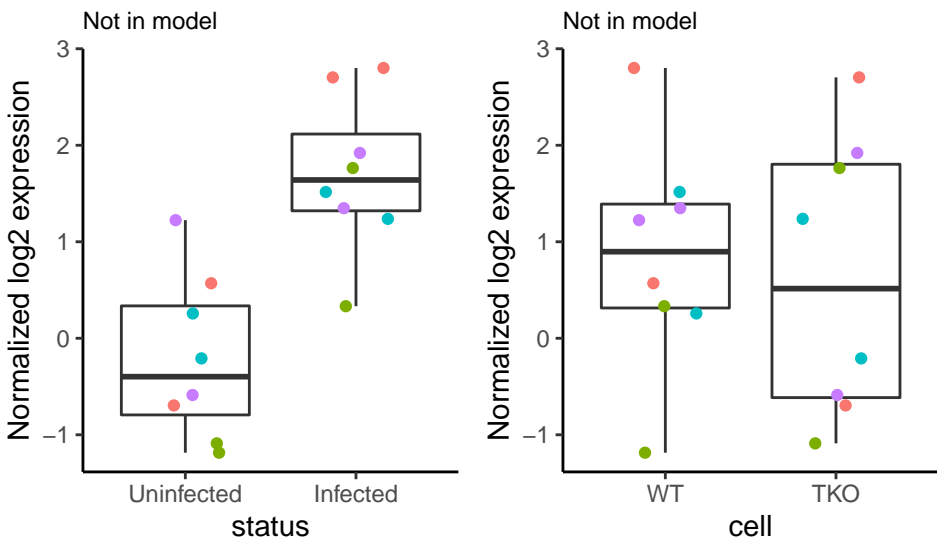 Not in model
Normalized log2 expression
3
2
1
0
−1
Uninfected
Infected
status
Not in model
Normalized log2 expression
3
2
1
0
−1
WT
TKO
cell